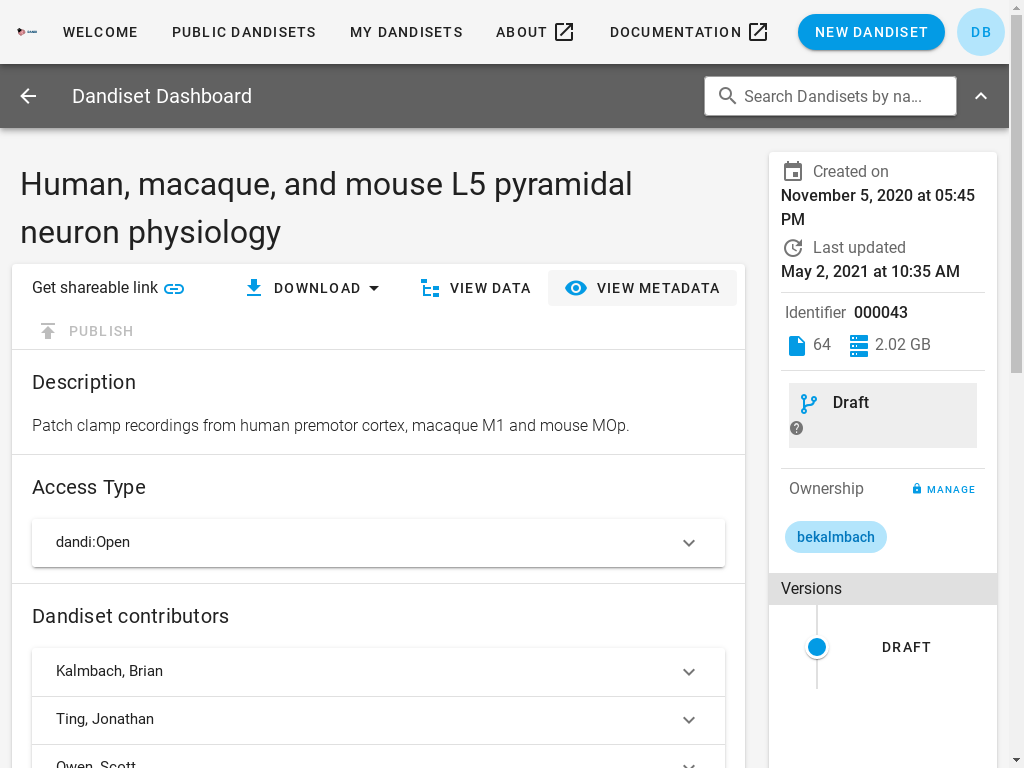 WELCOME PUBLIC DANDISETS MY DANDISETS ABOUT DOCUMENTATION NEW DANDISET DB
Dandiset Dashboard Search Dandisets by na...
Human, macaque, and mouse L5 pyramidal
neuron physiology
Get shareable link DOWNLOAD VIEW DATA VIEW METADATA
PUBLISH
Description
Patch clamp recordings from human premotor cortex, macaque M1 and mouse MOp.
Access Type
dandi:Open
Dandiset contributors
Kalmbach, Brian
Ting, Jonathan
Owen, Scott
Created on
November 5, 2020 at 05:45
PM
Last updated
May 2, 2021 at 10:35 AM
Identifier 000043
64 2.02 GB
Draft
Ownership MANAGE
bekalmbach
Versions
DRAFT